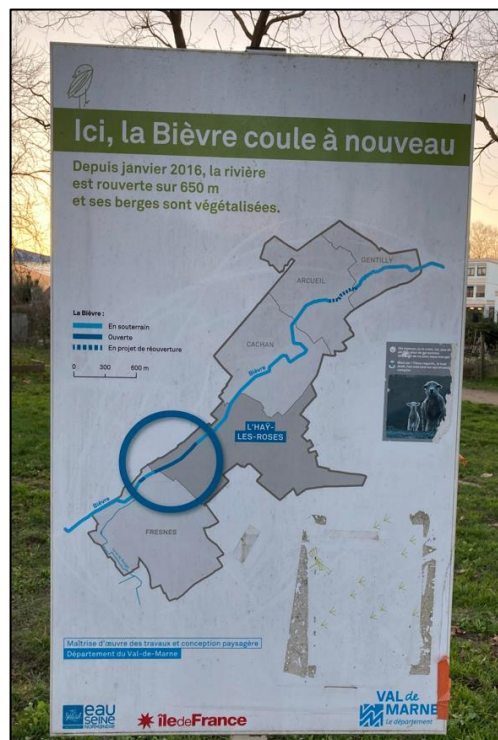 Ici, la Bièvre coule à nouveau
Depuis janvier 2016, la rivière
est rouverte sur 650 m
et ses berges sont végétalisées.
GENTILLY
ARCUEIL
CACHAN
La Bièvre :
En souterrain
Ouverte
En projet de réouverture
0 300 600 m
Bièvre
L'HAŸ-
LES-ROSES
Bièvre
FRESNES
Maîtrise d'œuvre des travaux et conception paysagère
Département du Val-de-Marne
eau
SEINE
NORMANDIE
îledeFrance
VAL de
MARNE
Le département